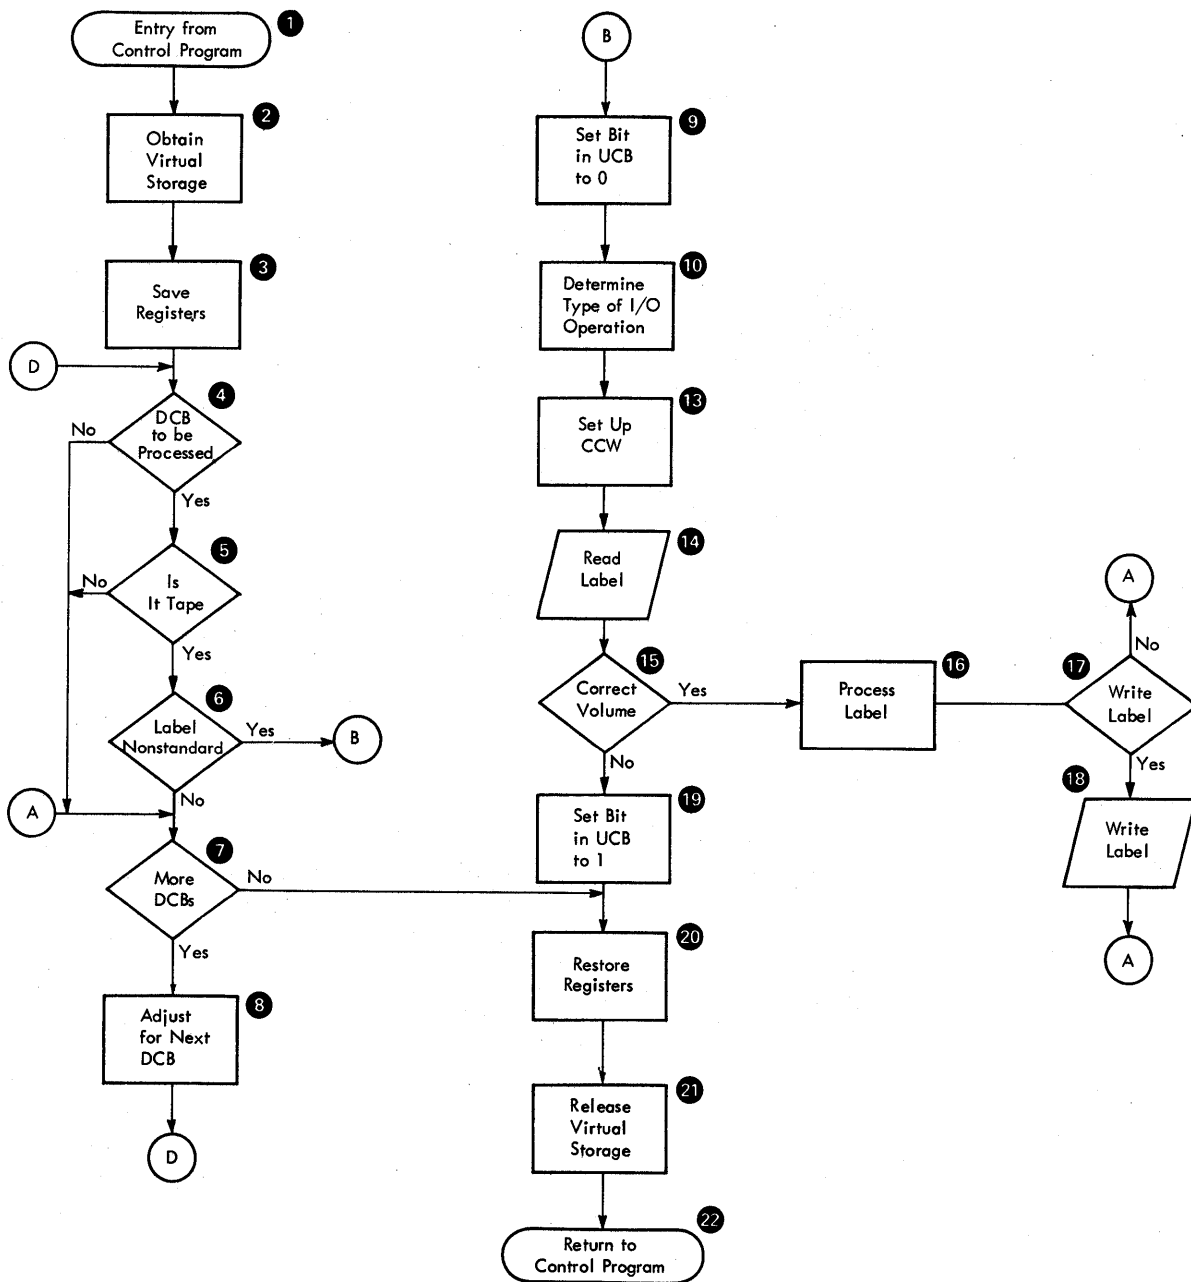 1
Entry from
Control Program
2
Obtain
Virtual
Storage
3
Save
Registers
D
4
DCB
to be
Processed
No
Yes
5
Is
It Tape
No
Yes
6
Label
Nonstandard
Yes
B
No
A
7
More
DCBs
No
Yes
8
Adjust
for Next
DCB
D
B
9
Set Bit
in UCB
to 0
10
Determine
Type of I/O
Operation
13
Set Up
CCW
14
Read
Label
15
Correct
Volume
Yes
No
16
Process
Label
17
Write
Label
No
A
Yes
18
Write
Label
A
19
Set Bit
in UCB
to 1
20
Restore
Registers
21
Release
Virtual
Storage
22
Return to
Control Program